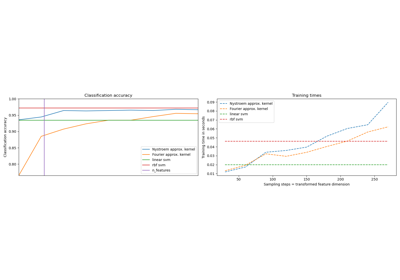 Classification accuracy
Training times
1.00
0.95
0.90
0.85
0.80
Classification accuracy
Nystroem approx. kernel
Fourier approx. kernel
linear svm
rbf svm
n_features
0.09
0.08
0.07
0.06
0.05
0.04
0.03
0.02
0.01
Training time in seconds
Nystroem approx. kernel
Fourier approx. kernel
linear svm
rbf svm
50
100
150
200
250
Sampling steps = transformed feature dimension